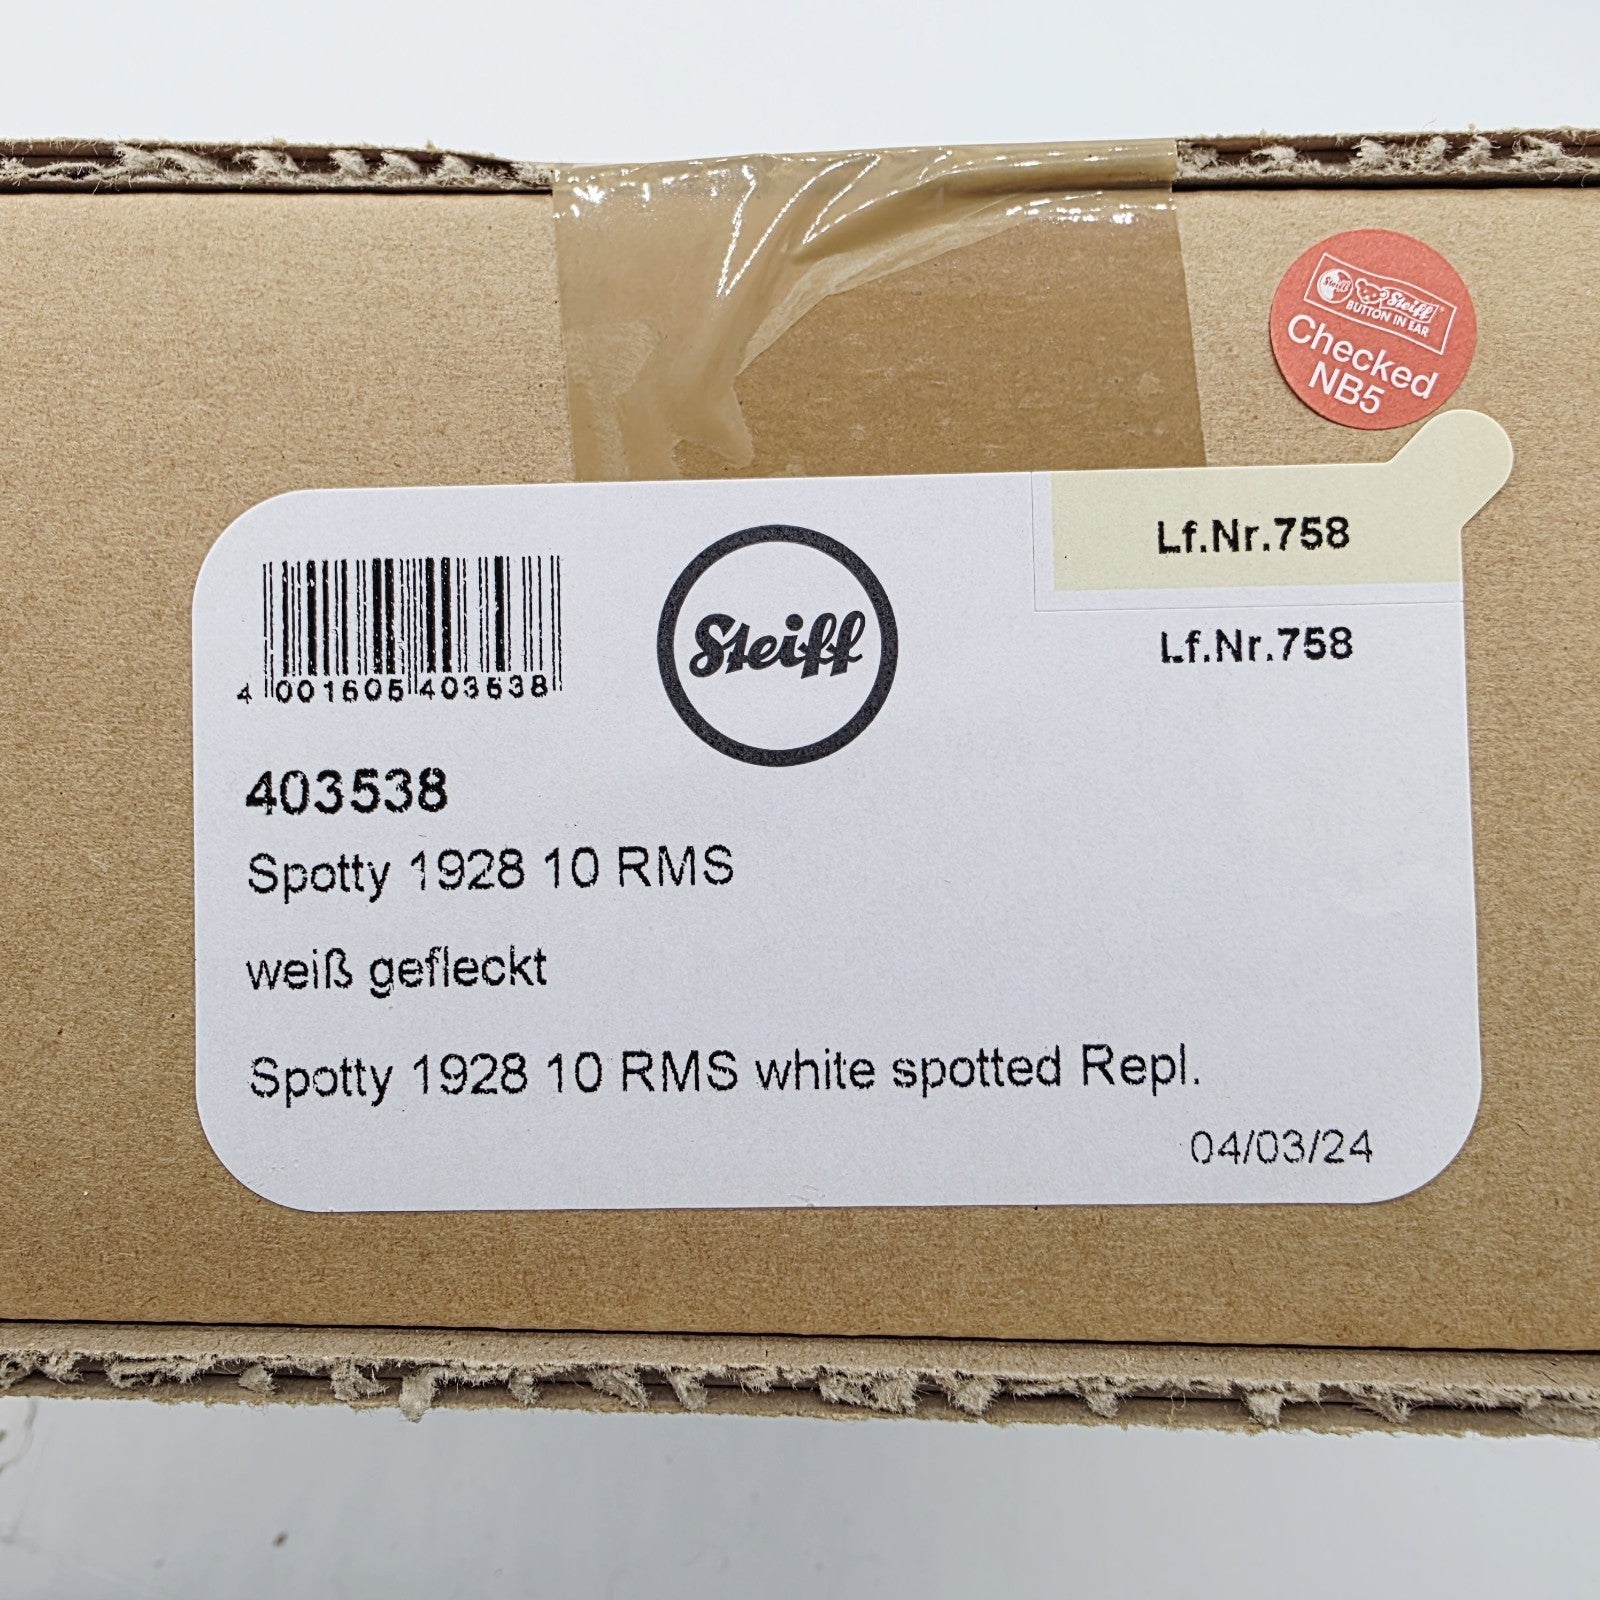 Steiff
Steiff
BUTTON IN EAR
Checked
NB5
Lf.Nr.758
Lf.Nr.758
Steiff
4 001505 403538
403538
Spotty 1928 10 RMS
weiß gefleckt
Spotty 1928 10 RMS white spotted Repl.
04/03/24